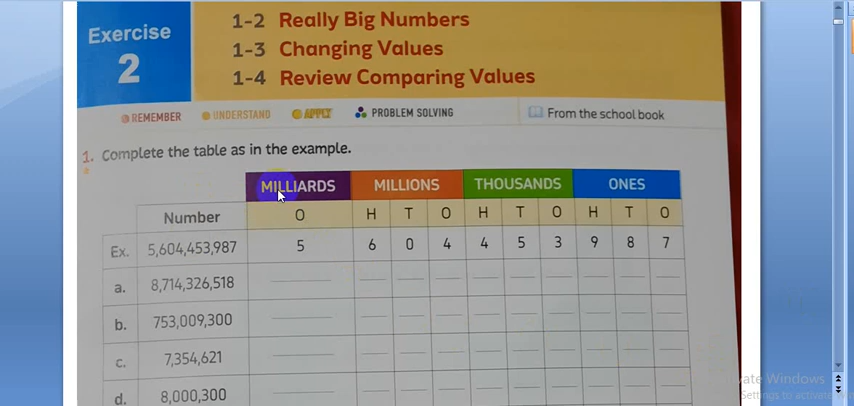 Exercise
2
1-2 Really Big Numbers
1-3 Changing Values
1-4 Review Comparing Values
REMEMBER UNDERSTAND APPLY PROBLEM SOLVING From the school book
1. Complete the table as in the example.
MILLIARDS MILLIONS THOUSANDS ONES
Number O H T O H T O H T O
Ex. 5,604,453,987 5 6 0 4 4 5 3 9 8 7
a. 8,714,326,518
b. 753,009,300
c. 7,354,621
d. 8,000,300
Windows
Settings to